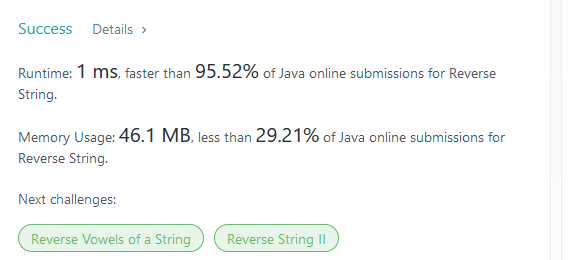 Success Details >
Runtime: 1 ms, faster than 95.52% of Java online submissions for Reverse
String.
Memory Usage: 46.1 MB, less than 29.21% of Java online submissions for
Reverse String.
Next challenges:
Reverse Vowels of a String Reverse String II